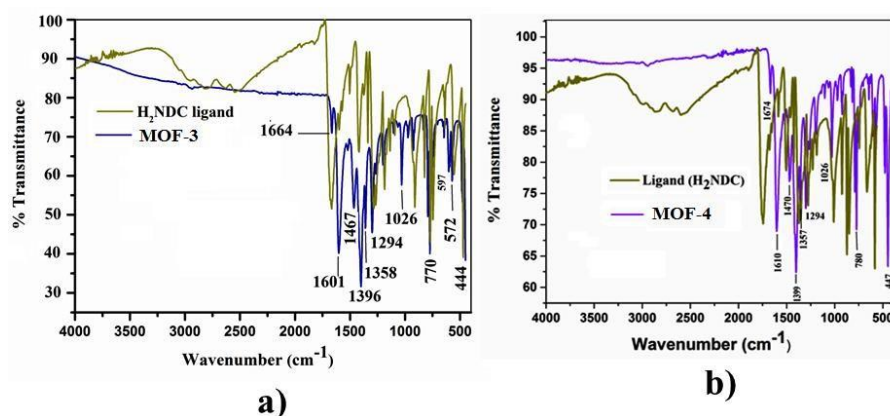 % Transmittance
100
90
80
70
60
50
40
30
H₂NDC ligand
MOF-3
1664
1601
1467
1396
1358
1294
1026
770
597
572
444
4000 3500 3000 2500 2000 1500 1000 500
Wavenumber (cm⁻¹)
a)
b)
% Transmittance
100
95
90
85
80
75
70
65
60
Ligand (H₂NDC)
MOF-4
1674
1610
1470
1399
1357
1294
1026
780
447
4000 3500 3000 2500 2000 1500 1000 500
Wavenumber (cm⁻¹)
b)